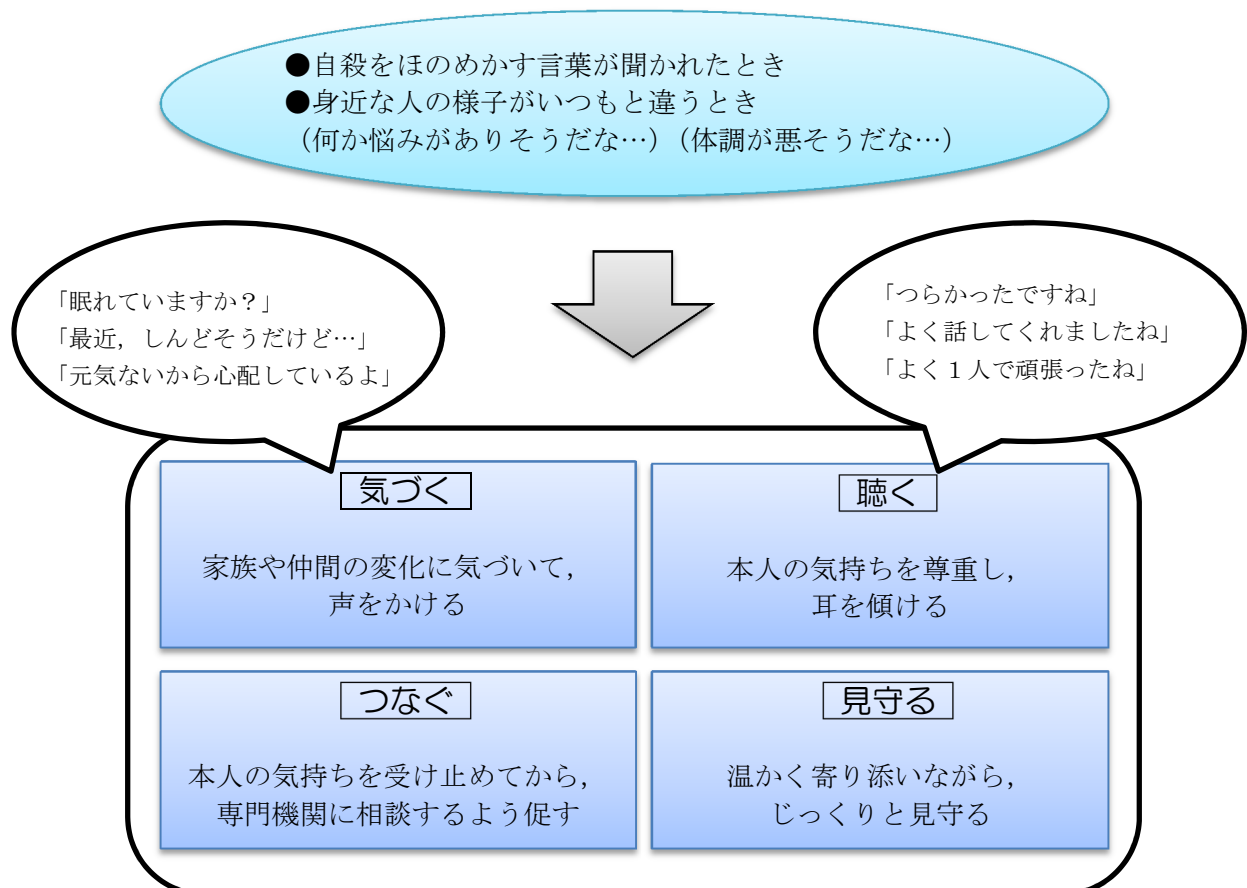 ●自殺をほのめかす言葉が聞かれたとき
●身近な人の様子がいつもと違うとき
（何か悩みがありそうだな…）（体調が悪そうだな…）
「眠れていますか？」
「最近，しんどそうだけど…」
「元気ないから心配しているよ」
「つらかったですね」
「よく話してくれましたね」
「よく１人で頑張ったね」
気づく
家族や仲間の変化に気づいて，
声をかける
聴く
本人の気持ちを尊重し，
耳を傾ける
つなぐ
本人の気持ちを受け止めてから，
専門機関に相談するよう促す
見守る
温かく寄り添いながら，
じっくりと見守る